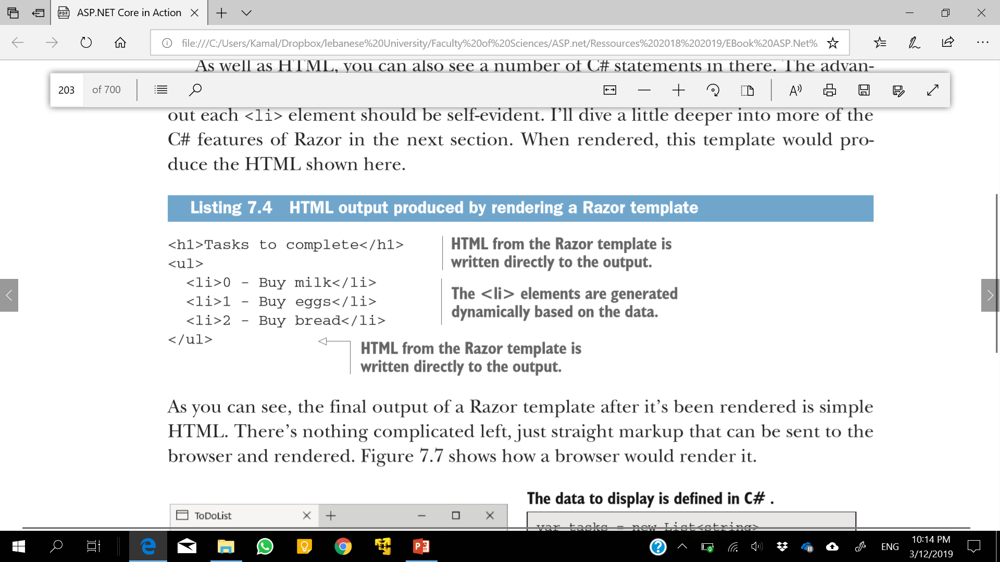 ASP.NET Core in Action
file:///C:/Users/Kamal/Dropbox/lebanese%20University/Faculty%20of%20Sciences/ASP.net/Ressources%202018%202019/EBook%20ASP.Net%
As well as HTML, you can also see a number of C# statements in there. The advan-
203 of 700
out each <li> element should be self-evident. I’ll dive a little deeper into more of the
C# features of Razor in the next section. When rendered, this template would pro-
duce the HTML shown here.
Listing 7.4 HTML output produced by rendering a Razor template
<h1>Tasks to complete</h1>
<ul>
<li>0 - Buy milk</li>
<li>1 - Buy eggs</li>
<li>2 - Buy bread</li>
</ul>
HTML from the Razor template is
written directly to the output.
The <li> elements are generated
dynamically based on the data.
HTML from the Razor template is
written directly to the output.
As you can see, the final output of a Razor template after it’s been rendered is simple
HTML. There’s nothing complicated left, just straight markup that can be sent to the
browser and rendered. Figure 7.7 shows how a browser would render it.
ToDoList
The data to display is defined in C# .
var tasks = new List<string>
ENG
10:14 PM
3/12/2019